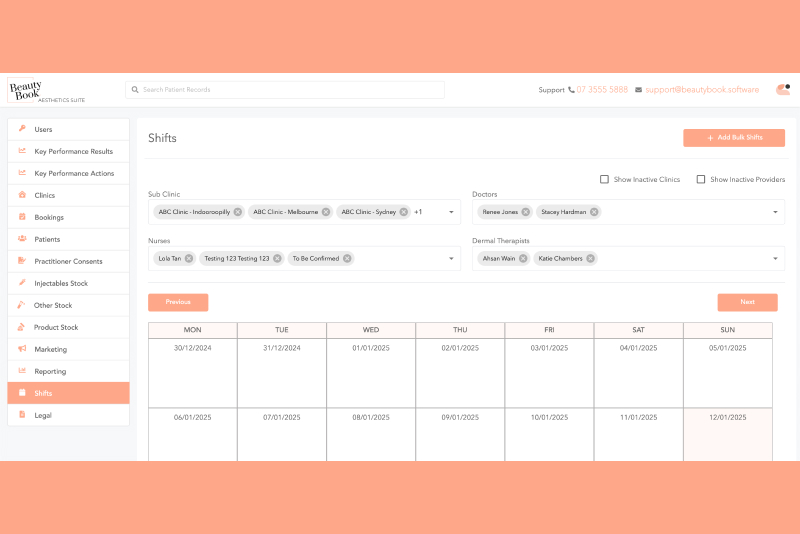 Beauty
Book
AESTHETICS SUITE
Search Patient Records
Support 07 3555 5888 support@beautybook.software
Users
Key Performance Results
Key Performance Actions
Clinics
Bookings
Patients
Practitioner Consents
Injectables Stock
Other Stock
Product Stock
Marketing
Reporting
Shifts
Legal
Shifts
+ Add Bulk Shifts
Show Inactive Clinics Show Inactive Providers
Sub Clinic
ABC Clinic - Indooroopilly ABC Clinic - Melbourne ABC Clinic - Sydney +1
Doctors
Renee Jones Stacey Hardman
Nurses
Lola Tan Testing 123 Testing 123 To Be Confirmed
Dermal Therapists
Ahsan Wain Katie Chambers
Previous Next
MON TUE WED THU FRI SAT SUN
30/12/2024 31/12/2024 01/01/2025 02/01/2025 03/01/2025 04/01/2025 05/01/2025
06/01/2025 07/01/2025 08/01/2025 09/01/2025 10/01/2025 11/01/2025 12/01/2025